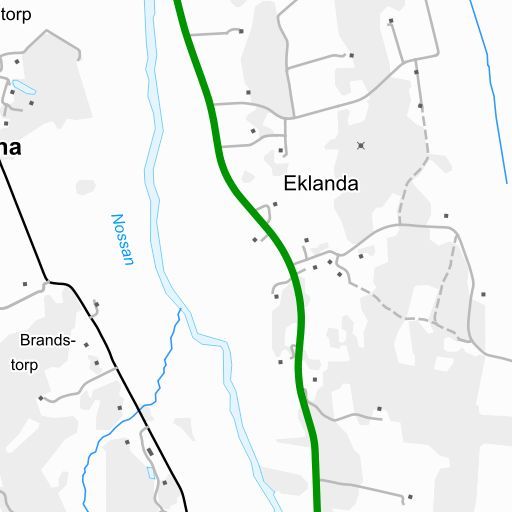 torp
na
Eklanda
Nossan
Brands-
torp